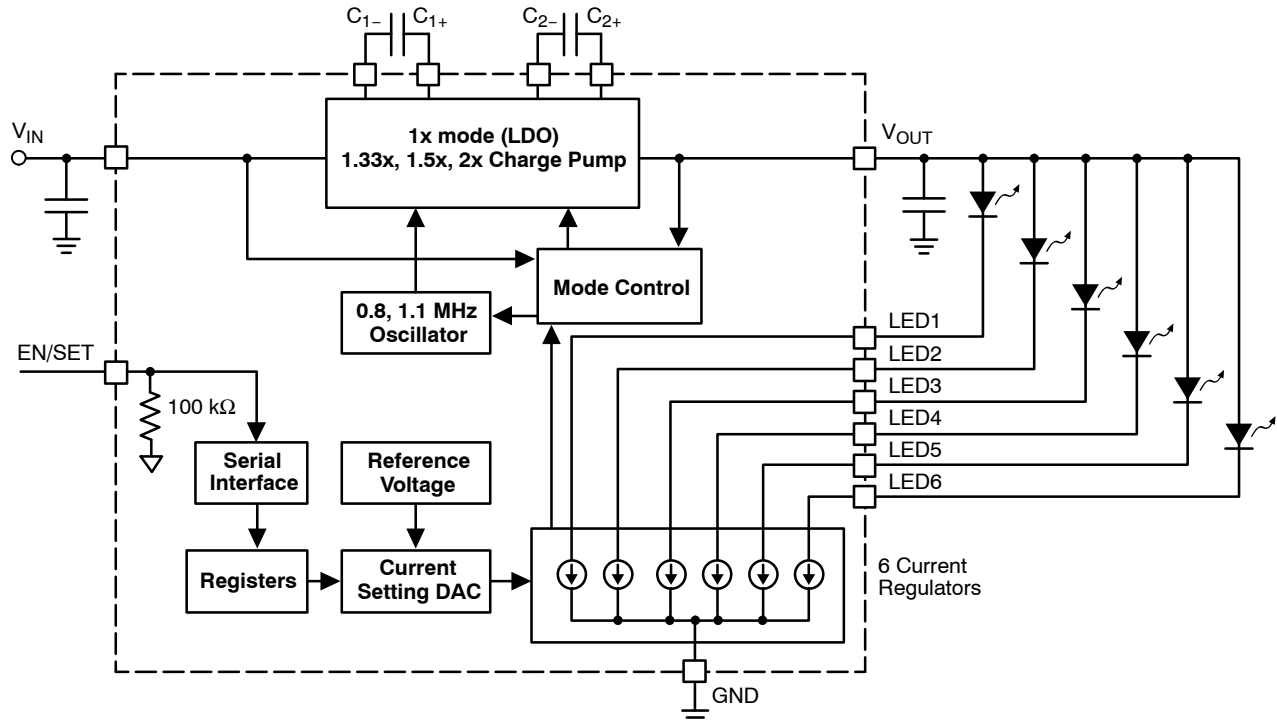 C1− C1+ C2− C2+
VIN
1x mode (LDO)
1.33x, 1.5x, 2x Charge Pump
VOUT
Mode Control
0.8, 1.1 MHz
Oscillator
EN/SET
100 kΩ
LED1
LED2
LED3
LED4
LED5
LED6
Serial
Interface
Reference
Voltage
Registers
Current
Setting DAC
6 Current
Regulators
GND